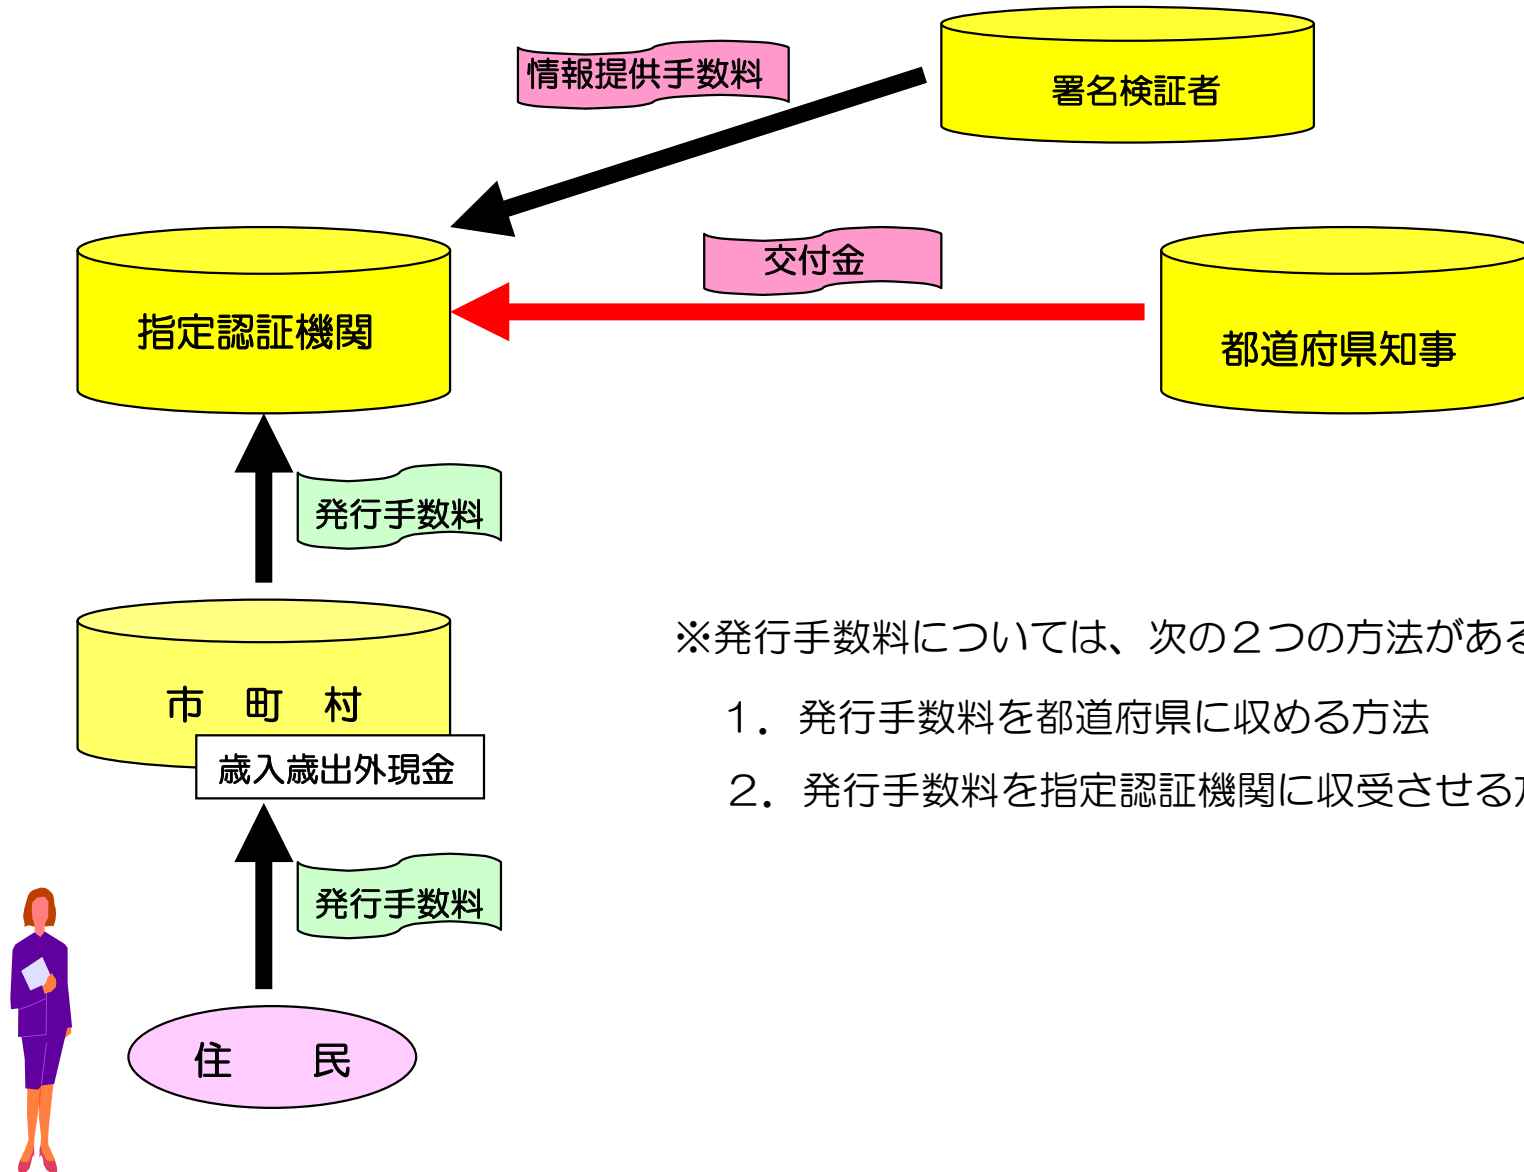 情報提供手数料
署名検証者
交付金
指定認証機関
都道府県知事
発行手数料
※発行手数料については、次の２つの方法がある
１．発行手数料を都道府県に収める方法
２．発行手数料を指定認証機関に収受させる
市　町　村
歳入歳出外現金
発行手数料
住　　民